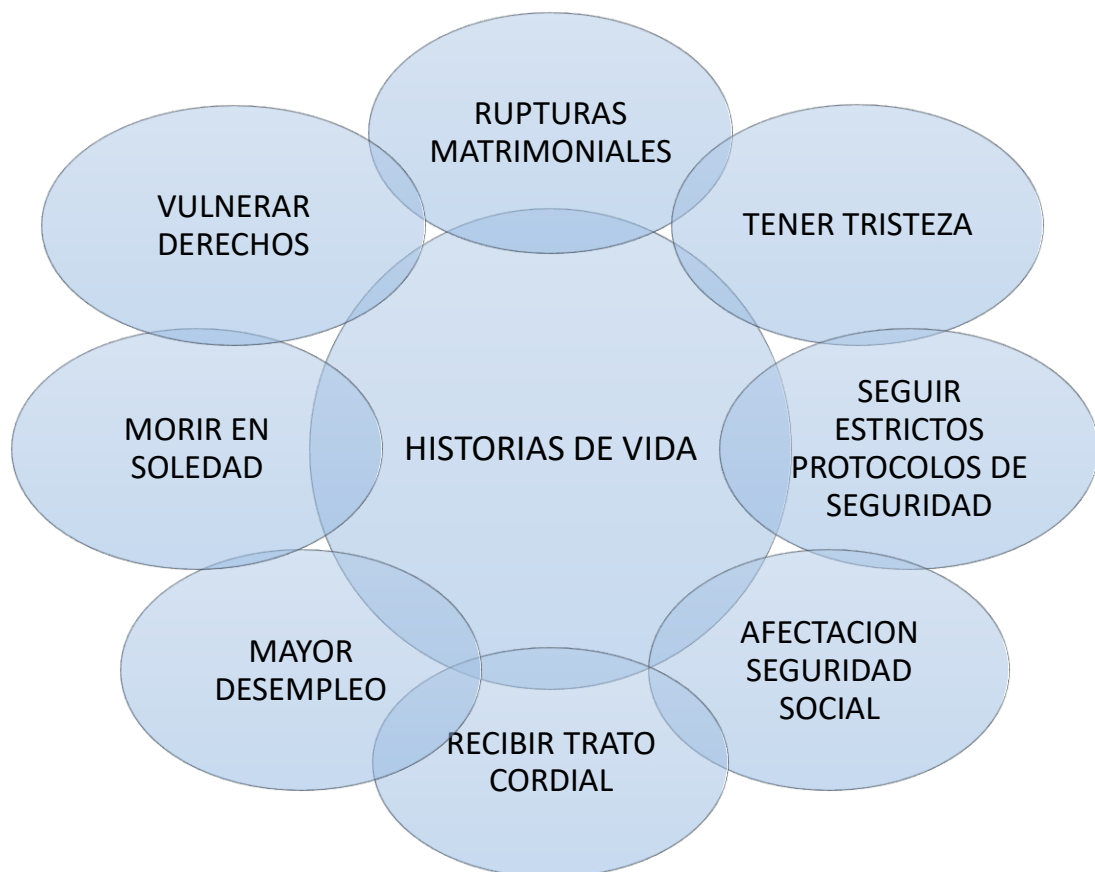 RUPTURAS
MATRIMONIALES
TENER TRISTEZA
SEGUIR
ESTRICTOS
PROTOCOLOS DE
SEGURIDAD
AFECTACION
SEGURIDAD
SOCIAL
RECIBIR TRATO
CORDIAL
MAYOR
DESEMPLEO
MORIR EN
SOLEDAD
VULNERAR
DERECHOS
HISTORIAS DE VIDA